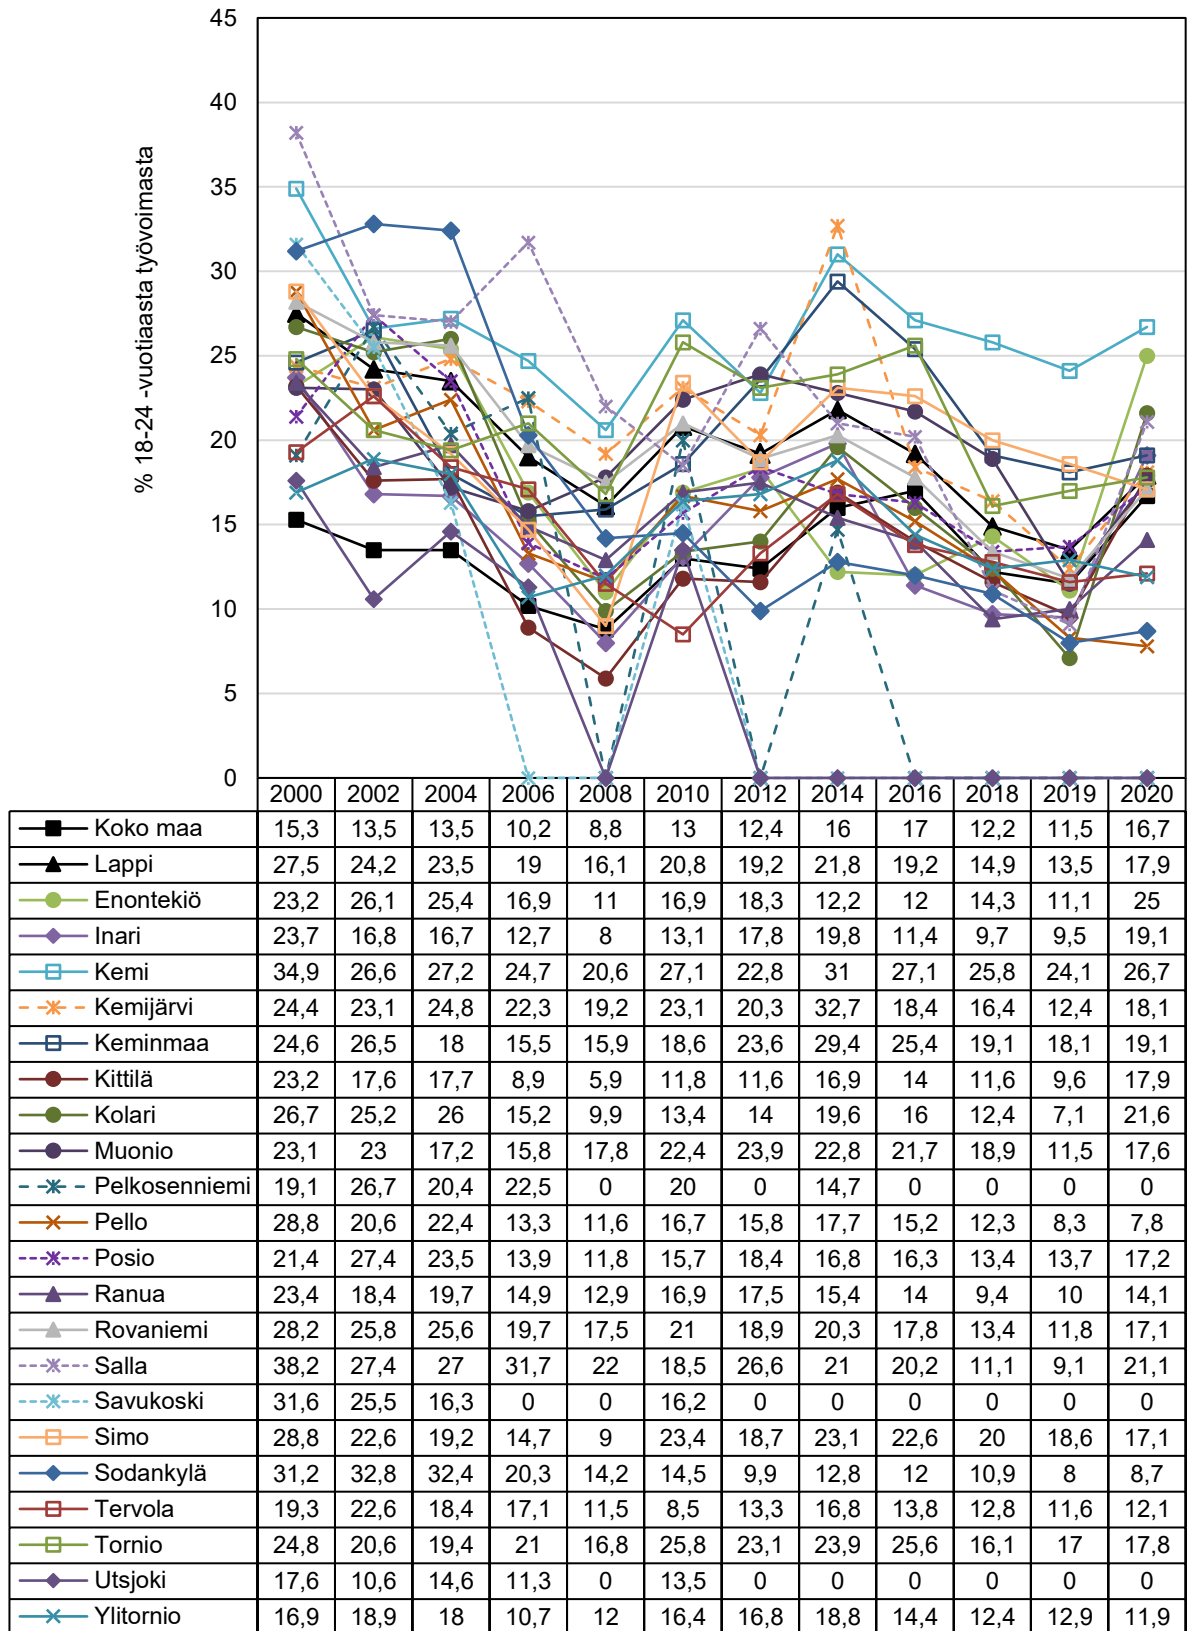 45
40
35
30
25
20
15
10
5
0
% 18-24 -vuotiaasta työvoimasta
2000 2002 2004 2006 2008 2010 2012 2014 2016 2018 2019 2020
Koko maa 15,3 13,5 13,5 10,2 8,8 13 12,4 16 17 12,2 11,5 16,7
Lappi 27,5 24,2 23,5 19 16,1 20,8 19,2 21,8 19,2 14,9 13,5 17,9
Enontekiö 23,2 26,1 25,4 16,9 11 16,9 18,3 12,2 12 14,3 11,1 25
Inari 23,7 16,8 16,7 12,7 8 13,1 17,8 19,8 11,4 9,7 9,5 19,1
Kemi 34,9 26,6 27,2 24,7 20,6 27,1 22,8 31 27,1 25,8 24,1 26,7
Kemijärvi 24,4 23,1 24,8 22,3 19,2 23,1 20,3 32,7 18,4 16,4 12,4 18,1
Keminmaa 24,6 26,5 18 15,5 15,9 18,6 23,6 29,4 25,4 19,1 18,1 19,1
Kittilä 23,2 17,6 17,7 8,9 5,9 11,8 11,6 16,9 14 11,6 9,6 17,9
Kolari 26,7 25,2 26 15,2 9,9 13,4 14 19,6 16 12,4 7,1 21,6
Muonio 23,1 23 17,2 15,8 17,8 22,4 23,9 22,8 21,7 18,9 11,5 17,6
Pelkosenniemi 19,1 26,7 20,4 22,5 0 20 0 14,7 0 0 0 0
Pello 28,8 20,6 22,4 13,3 11,6 16,7 15,8 17,7 15,2 12,3 8,3 7,8
Posio 21,4 27,4 23,5 13,9 11,8 15,7 18,4 16,8 16,3 13,4 13,7 17,2
Ranua 23,4 18,4 19,7 14,9 12,9 16,9 17,5 15,4 14 9,4 10 14,1
Rovaniemi 28,2 25,8 25,6 19,7 17,5 21 18,9 20,3 17,8 13,4 11,8 17,1
Salla 38,2 27,4 27 31,7 22 18,5 26,6 21 20,2 11,1 9,1 21,1
Savukoski 31,6 25,5 16,3 0 0 16,2 0 0 0 0 0 0
Simo 28,8 22,6 19,2 14,7 9 23,4 18,7 23,1 22,6 20 18,6 17,1
Sodankylä 31,2 32,8 32,4 20,3 14,2 14,5 9,9 12,8 12 10,9 8 8,7
Tervola 19,3 22,6 18,4 17,1 11,5 8,5 13,3 16,8 13,8 12,8 11,6 12,1
Tornio 24,8 20,6 19,4 21 16,8 25,8 23,1 23,9 25,6 16,1 17 17,8
Utsjoki 17,6 10,6 14,6 11,3 0 13,5 0 0 0 0 0 0
Ylitornio 16,9 18,9 18 10,7 12 16,4 16,8 18,8 14,4 12,4 12,9 11,9